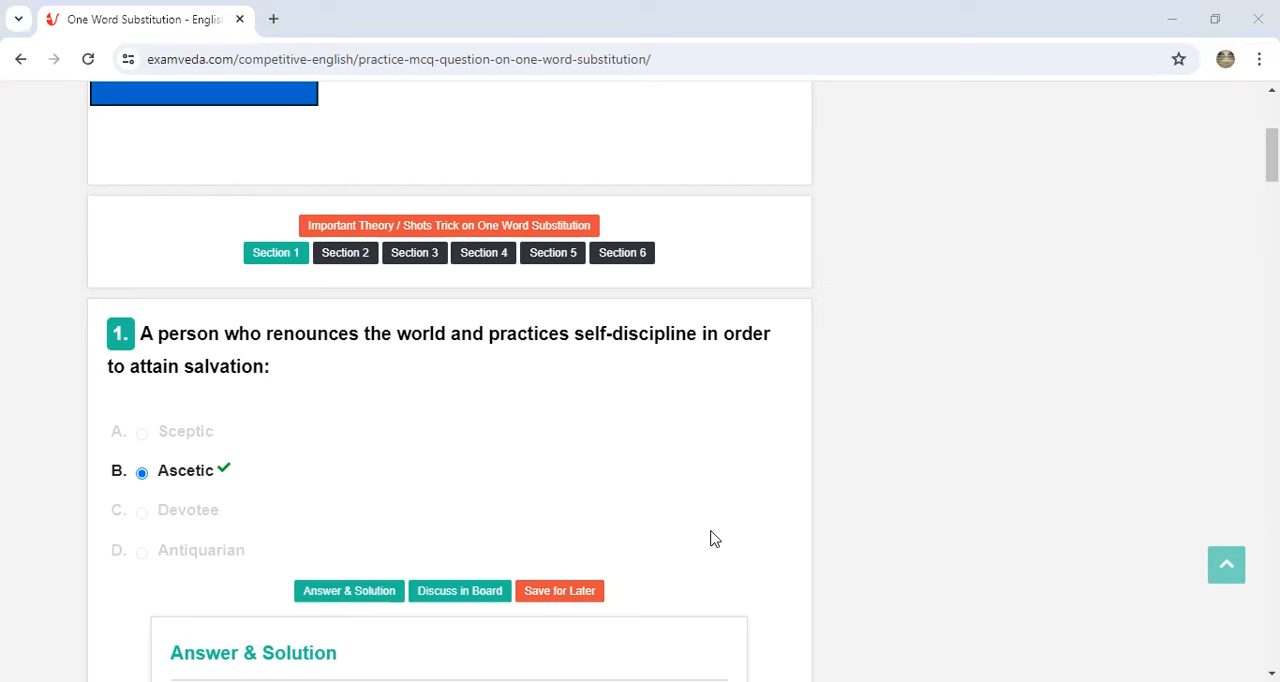 One Word Substitution - Englis
examveda.com/competitive-english/practice-mcq-question-on-one-word-substitution/
Important Theory / Shots Trick on One Word Substitution
Section 1 Section 2 Section 3 Section 4 Section 5 Section 6
1. A person who renounces the world and practices self-discipline in order
to attain salvation:
A. Sceptic
B. Ascetic
C. Devotee
D. Antiquarian
Answer & Solution Discuss in Board Save for Later
Answer & Solution